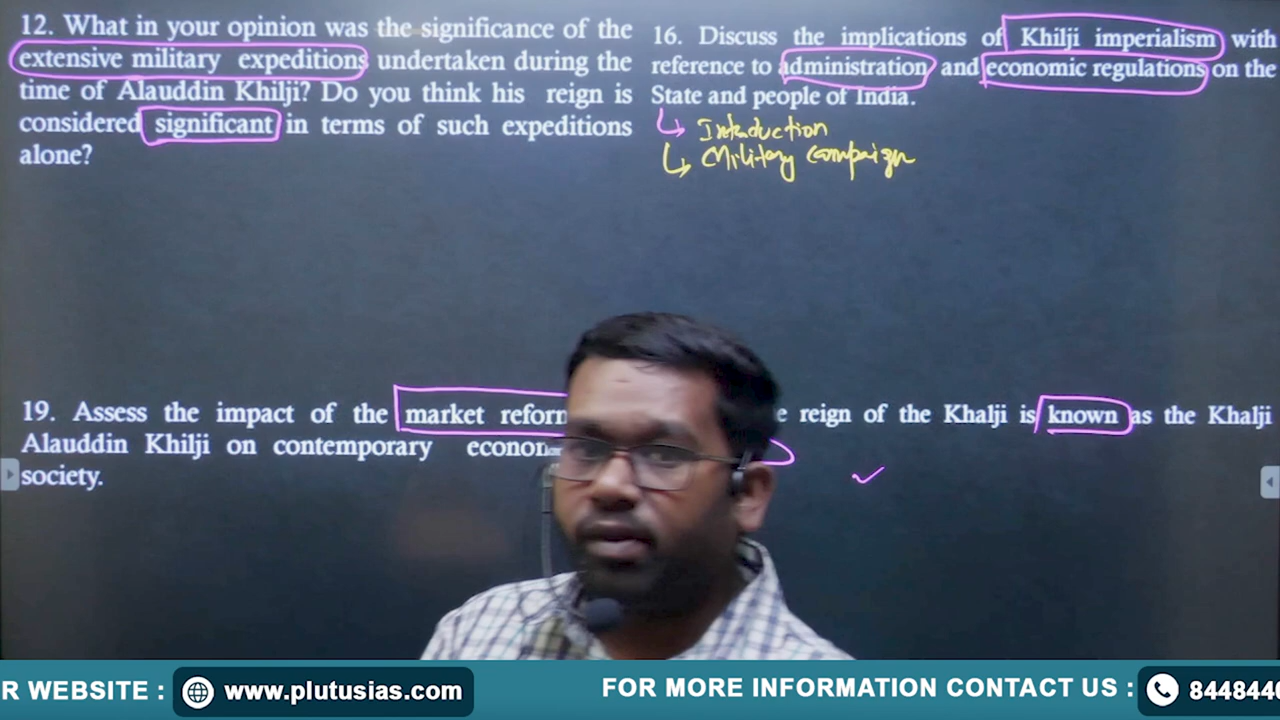 12. What in your opinion was the significance of the
extensive military expeditions undertaken during the
time of Alauddin Khilji? Do you think his reign is
considered significant in terms of such expeditions
alone?
16. Discuss the implications of Khilji imperialism with
reference to administration and economic regulations on the
State and people of India.
Intoduction
Military campaign
19. Assess the impact of the market reform
Alauddin Khilji on contemporary
society.
reign of the Khalji is known as the Khalji
R WEBSITE : www.plutusias.com
FOR MORE INFORMATION CONTACT US : 8448440